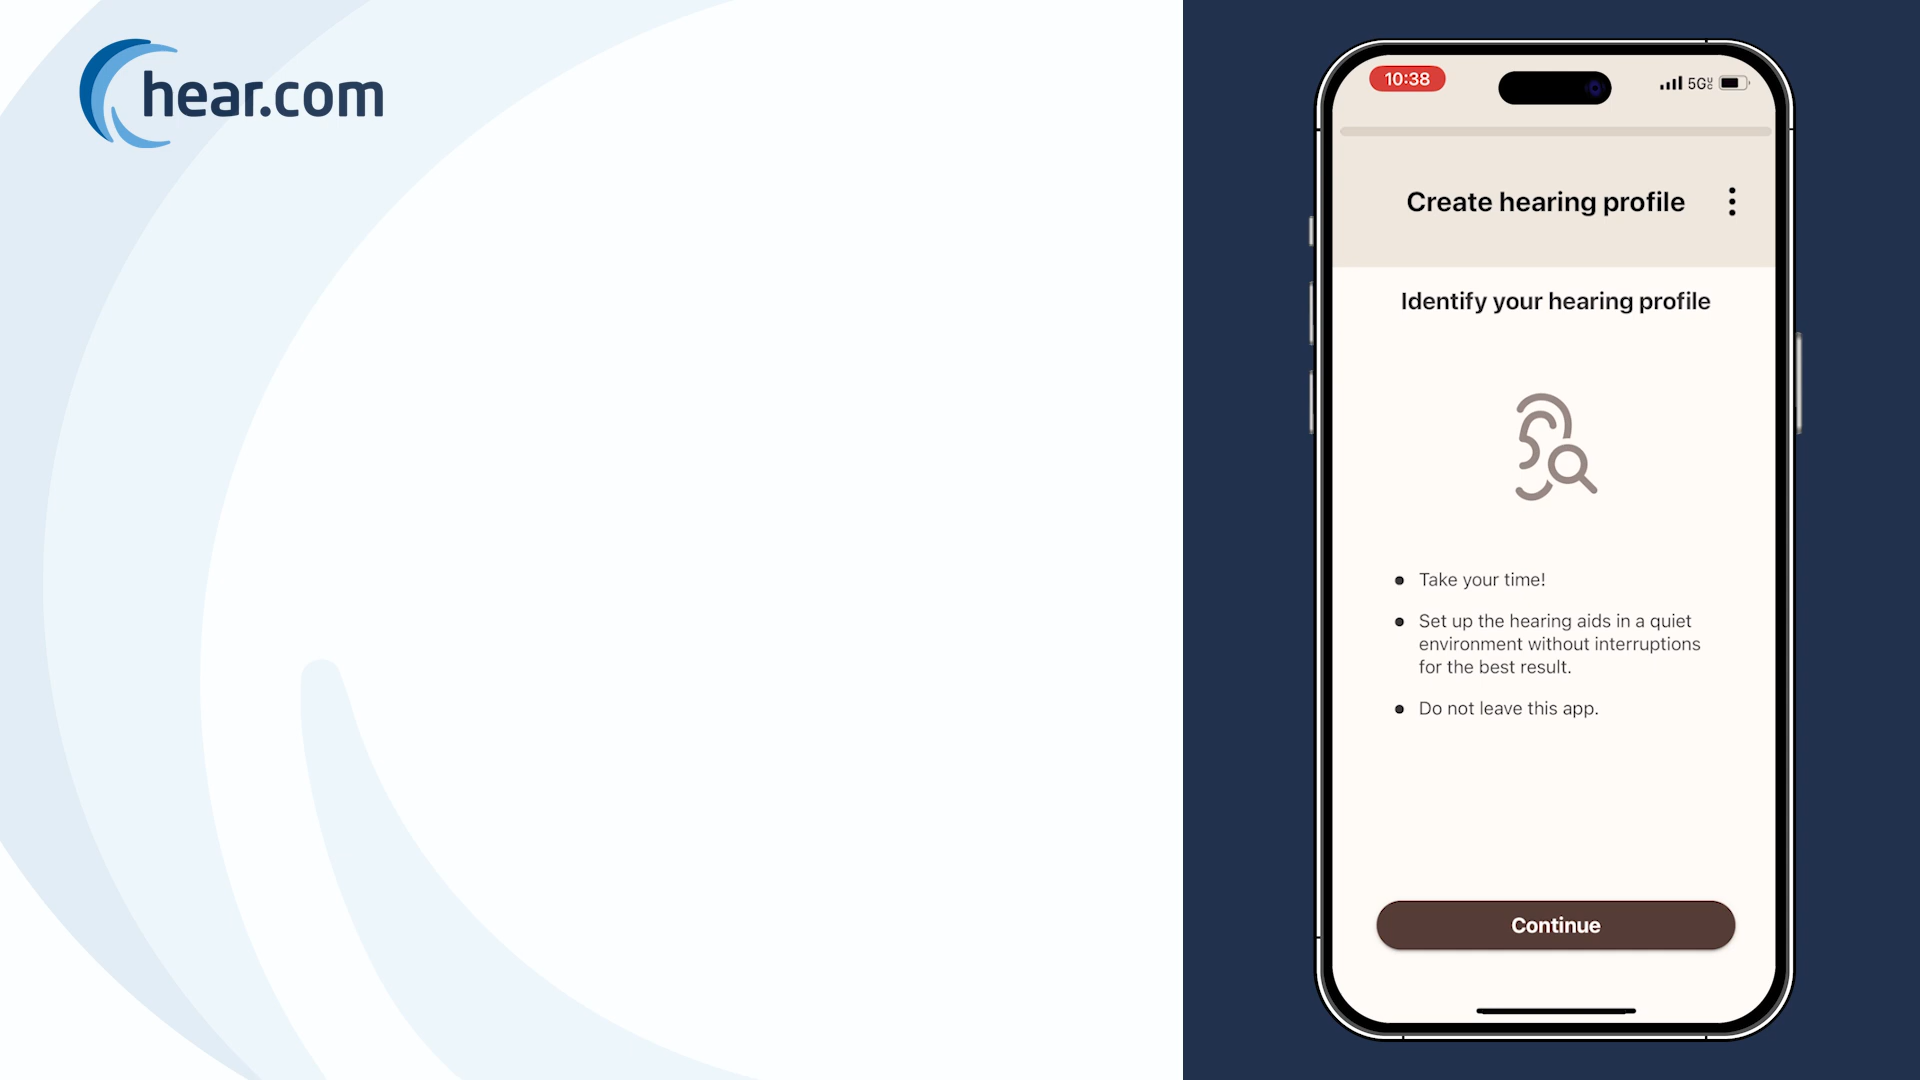 hear.com
10:38
5G
Create hearing profile
Identify your hearing profile
Take your time!
Set up the hearing aids in a quiet
environment without interruptions
for the best result.
Do not leave this app.
Continue